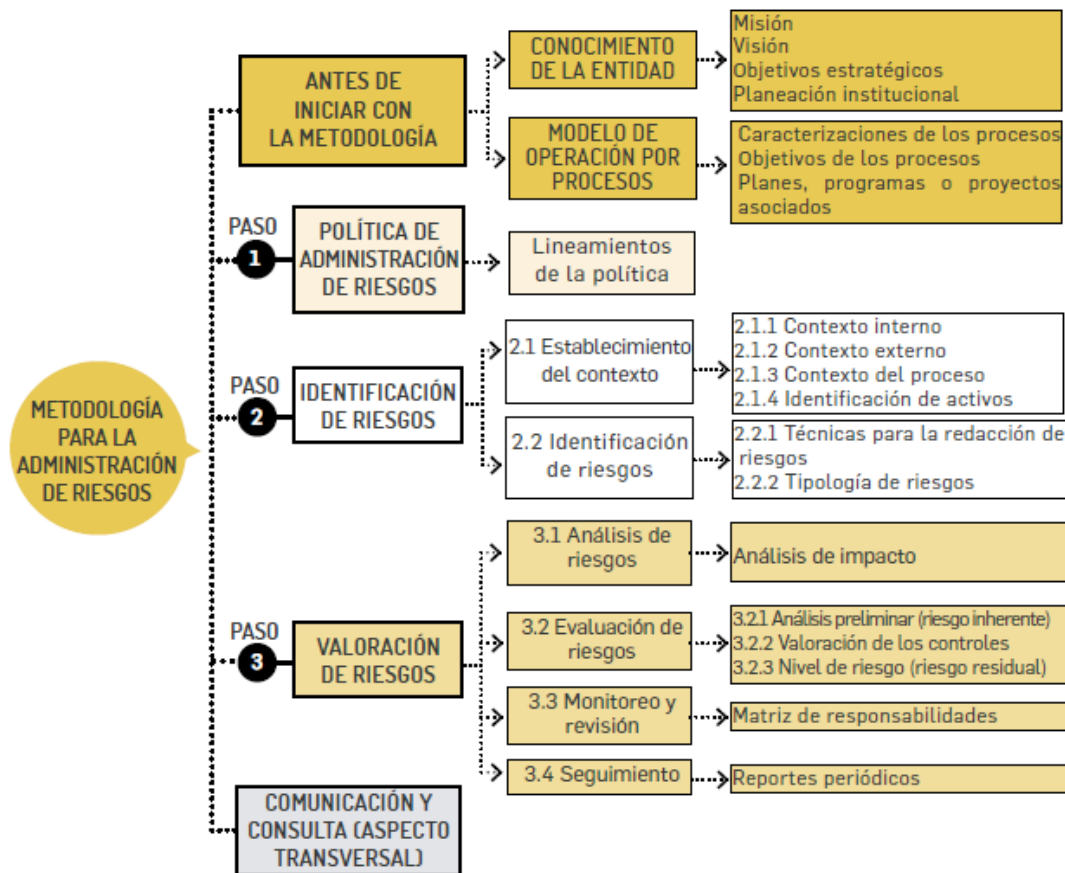 METODOLOGÍA
PARA LA
ADMINISTRACIÓN
DE RIESGOS
ANTES DE
INICIAR CON
LA METODOLOGÍA
CONOCIMIENTO
DE LA ENTIDAD
Misión
Visión
Objetivos estratégicos
Planeación institucional
MODELO DE
OPERACIÓN POR
PROCESOS
Caracterizaciones de los procesos
Objetivos de los procesos
Planes, programas o proyectos
asociados
PASO
1
POLÍTICA DE
ADMINISTRACIÓN
DE RIESGOS
Lineamientos
de la política
PASO
2
IDENTIFICACIÓN
DE RIESGOS
2.1 Establecimiento
del contexto
2.1.1 Contexto interno
2.1.2 Contexto externo
2.1.3 Contexto del proceso
2.1.4 Identificación de activos
2.2 Identificación
de riesgos
2.2.1 Técnicas para la redacción de
riesgos
2.2.2 Tipología de riesgos
PASO
3
VALORACIÓN
DE RIESGOS
3.1 Análisis de
riesgos
Análisis de impacto
3.2 Evaluación de
riesgos
3.2.1 Análisis preliminar (riesgo inherente)
3.2.2 Valoración de los controles
3.2.3 Nivel de riesgo (riesgo residual)
3.3 Monitoreo y
revisión
Matriz de responsabilidades
3.4 Seguimiento
Reportes periódicos
COMUNICACIÓN Y
CONSULTA (ASPECTO
TRANSVERSAL)